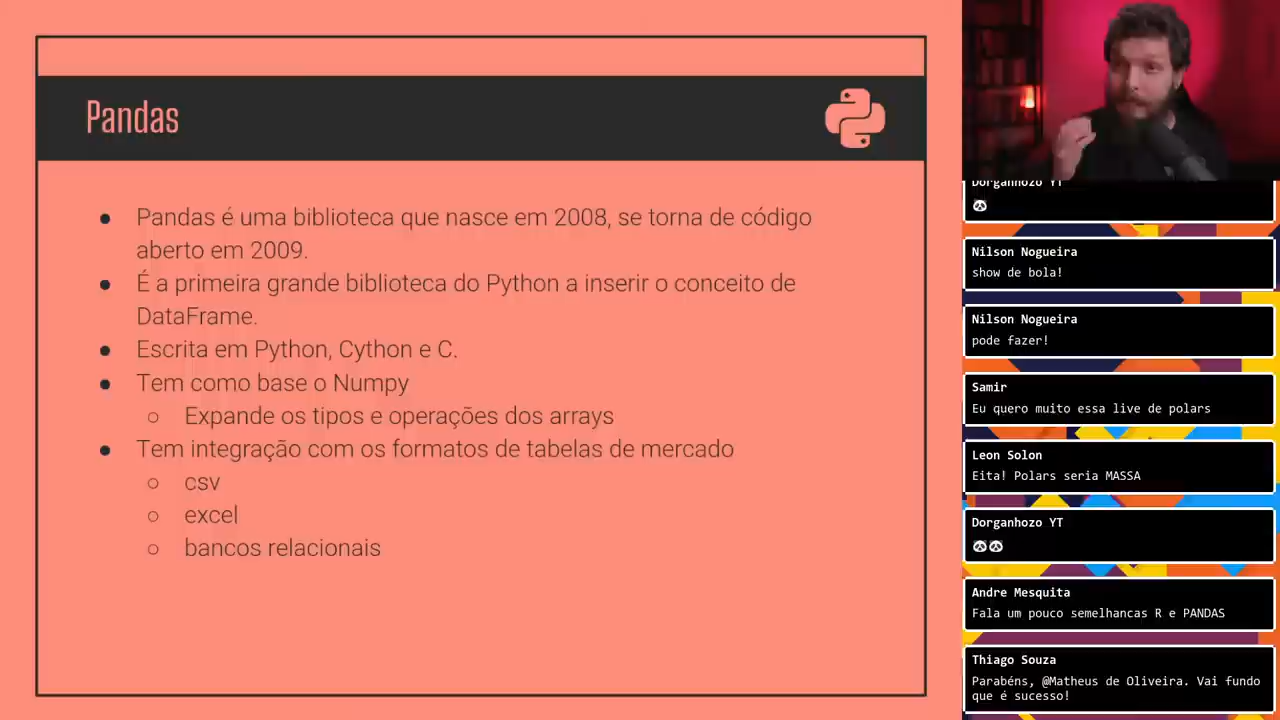 Pandas
Pandas é uma biblioteca que nasce em 2008, se torna de código
aberto em 2009.
É a primeira grande biblioteca do Python a inserir o conceito de
DataFrame.
Escrita em Python, Cython e C.
Tem como base o Numpy
Expande os tipos e operações dos arrays
Tem integração com os formatos de tabelas de mercado
csv
excel
bancos relacionais
Dorganhozo YT
🐼
Nilson Nogueira
show de bola!
Nilson Nogueira
pode fazer!
Samir
Eu quero muito essa live de polars
Leon Solon
Eita! Polars seria MASSA
Dorganhozo YT
🐼🐼
Andre Mesquita
Fala um pouco semelhancas R e PANDAS
Thiago Souza
Parabéns, @Matheus de Oliveira. Vai fundo
que é sucesso!